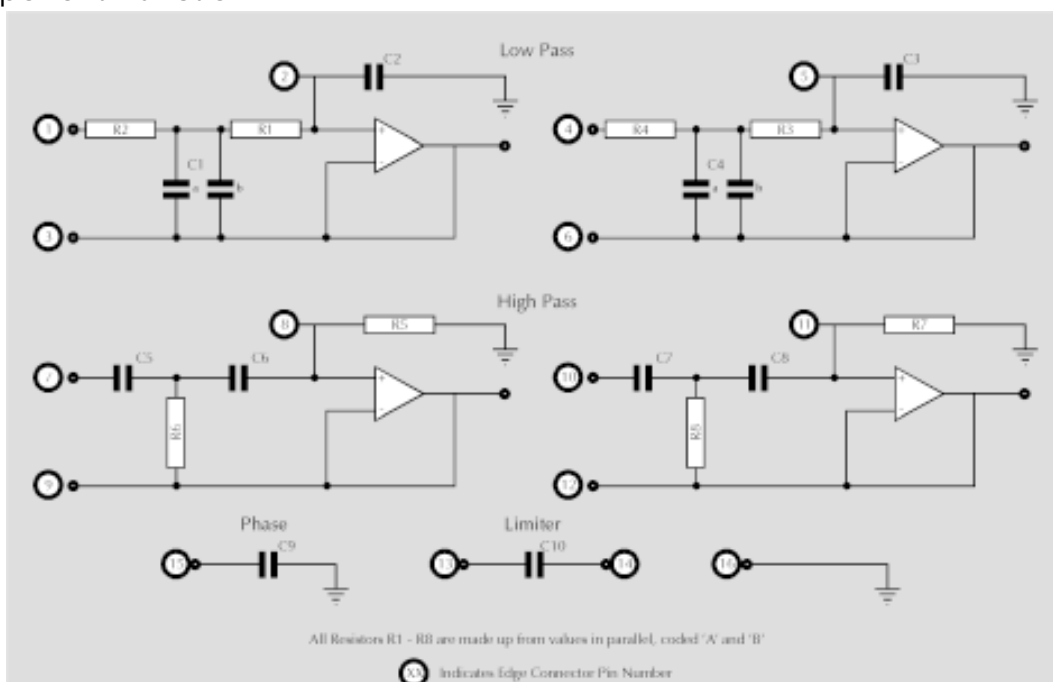 Low Pass
2 C2 5 C3
1 R2 R1 + 4 R4 R3 +
C1 a b - C4 a b -
3 6
High Pass
8 R5 11 R7
7 C5 C6 + 10 C7 C8 +
R6 - R8 -
9 12
Phase Limiter
15 C9 13 C10 14 16
All Resistors R1 - R8 are made up from values in parallel, coded 'A' and 'B'
XX Indicates Edge Connector Pin Number